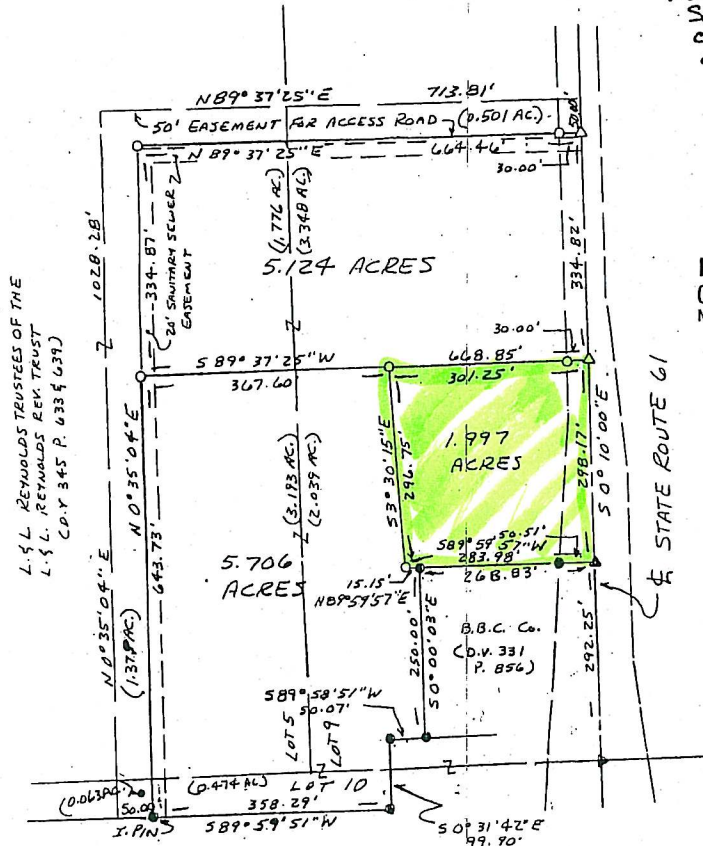 N 89° 37' 25" E 713.81'
50' EASEMENT FOR ACCESS ROAD (0.501 AC.)
50.00'
N 89° 37' 25" E 664.46'
30.00'
1028.28'
334.87'
20' SANITARY SEWER
EASEMENT
(1.776 AC.)
(3.348 AC.)
5.124 ACRES
334.82'
L. & L. REYNOLDS TRUSTEES OF THE
L. & L. REYNOLDS REV. TRUST
(D.V 345 P. 633 & 639)
30.00'
S 89° 37' 25" W 668.85'
367.60 301.25'
N 0° 35' 04" E
643.73'
N 0° 35' 04" E
(1.378 AC.)
(3.193 AC.)
(2.039 AC.)
5.706
ACRES
S 3° 30' 15" E
296.75'
1.997
ACRES
298.17'
S 0° 10' 00" E
STATE ROUTE 61
50.51'
S 89° 59' 57" W
283.98'
268.83'
15.15'
N 89° 59' 57" E
250.00'
S 0° 00' 03" E
B.B.C. Co.
(D.V. 331
P. 856)
292.25'
S 89° 58' 51" W
50.07'
LOT 5
LOT 9
(0.063 AC.)
(0.474 AC)
LOT 10
50.00'
358.29'
I. PIN
S 89° 59' 51" W
S 0° 31' 42" E
99.90'